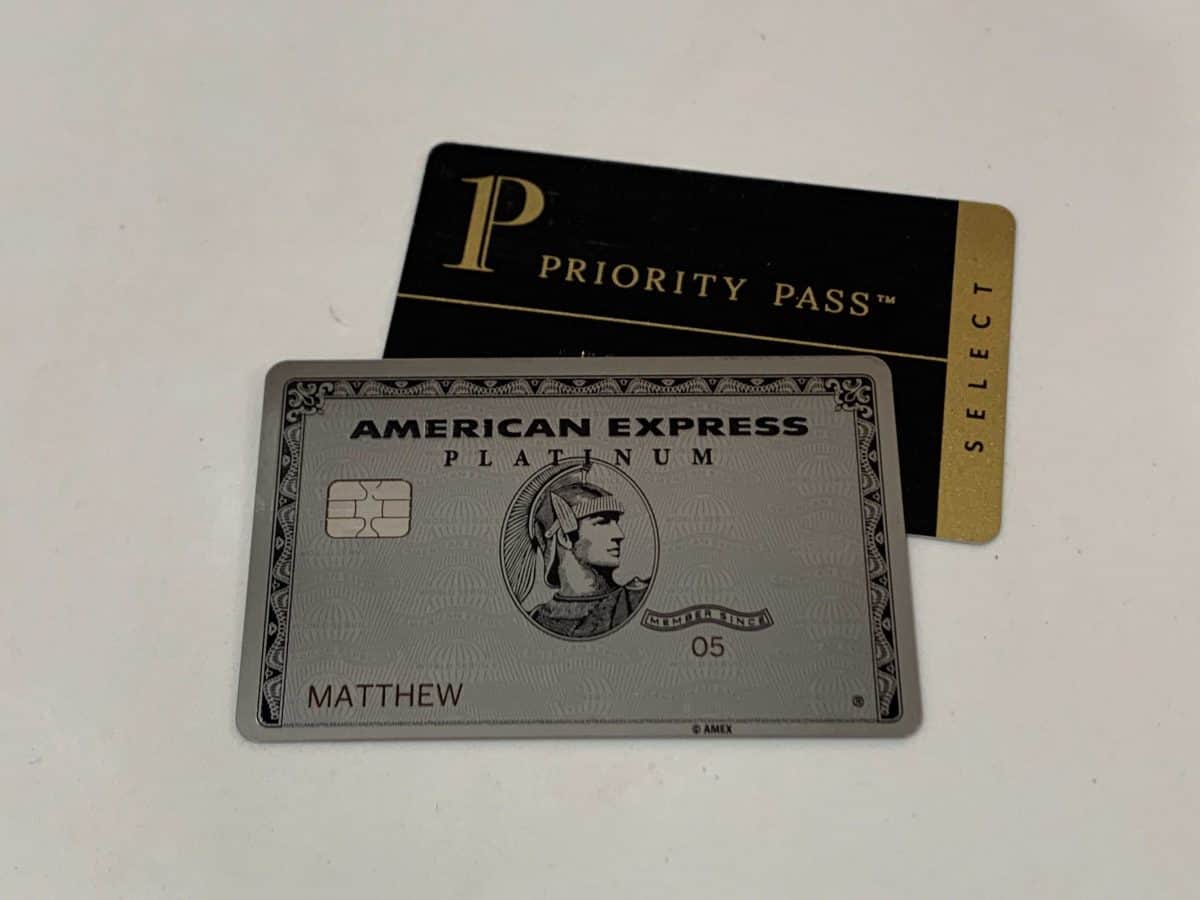 P PRIORITY PASS™
SELECT
AMERICAN EXPRESS
PLATINUM
MEMBER SINCE
05
MATTHEW
®
© AMEX